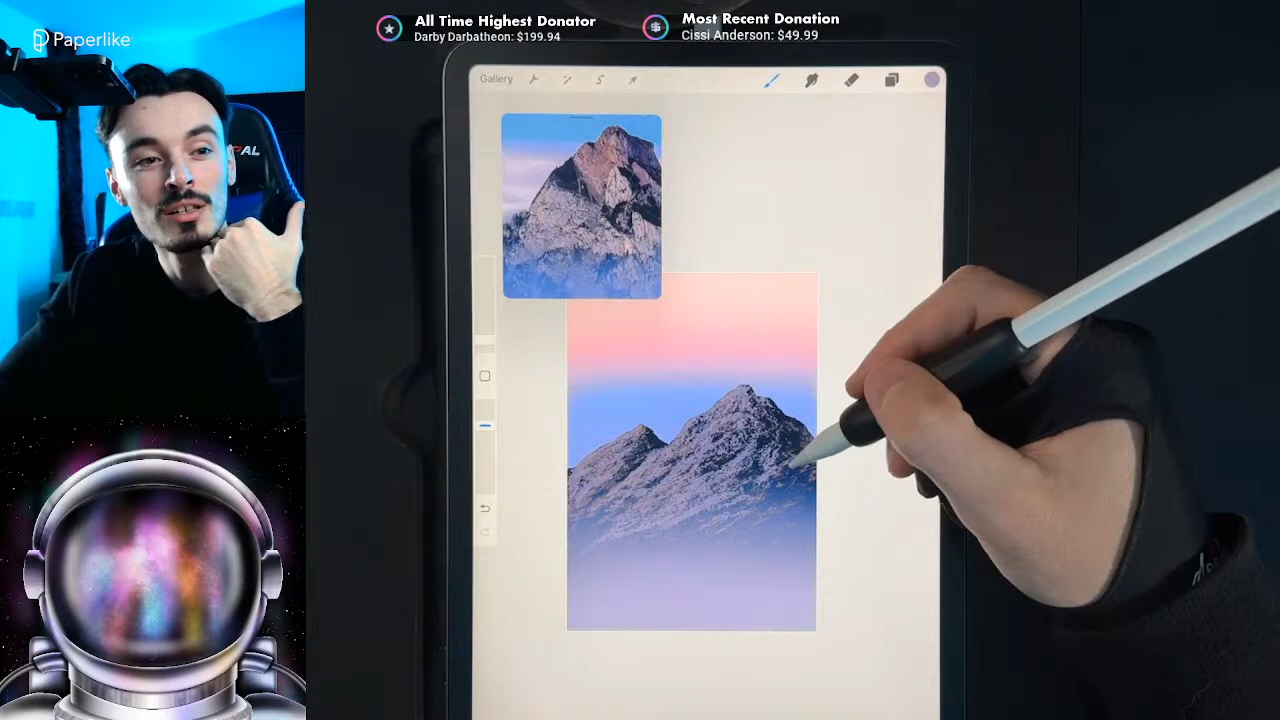 Paperlike
All Time Highest Donator
Darby Darbatheon: $199.94
Most Recent Donation
Cissi Anderson: $49.99
Gallery